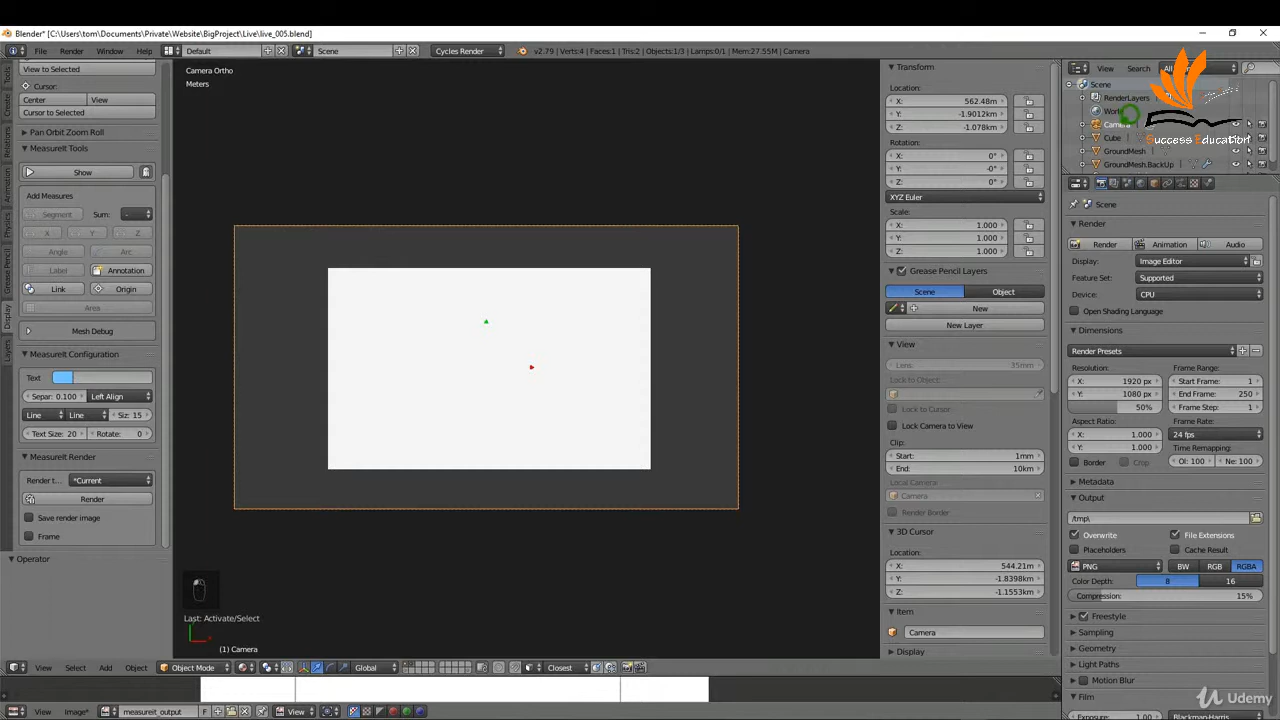 Blender* [C:\Users\tom\Documents\Private\Website\BigProject\Live\live_005.blend]
File Render Window Help Default Scene Cycles Render v2.79 | Verts:4 | Faces:1 | Tris:2 | Objects:1/3 | Lamps:0/1 | Mem:27.55M | Camera
View to Selected
Cursor:
Center View
Cursor to Selected
Pan Orbit Zoom Roll
MeasureIt Tools
Show
Add Measures
Segment Sum: -
X Y Z
Angle Arc
Label Annotation
Link Origin
Area
Mesh Debug
MeasureIt Configuration
Text
Separ: 0.100 Left Align
Line Line Siz: 15
Text Size: 20 Rotate: 0
MeasureIt Render
Render t... *Current
Render
Save render image
Frame
Operator
Tools
Create
Relations
Animation
Physics
Grease Pencil
Display
Layers
Camera Ortho
Meters
Last: Activate/Select
(1) Camera
Transform
Location:
X: 562.48m
Y: -1.9012km
Z: -1.078km
Rotation:
X: 0°
Y: -0°
Z: 0°
XYZ Euler
Scale:
X: 1.000
Y: 1.000
Z: 1.000
Grease Pencil Layers
Scene Object
New
New Layer
View
Lens: 35mm
Lock to Object:
Lock to Cursor
Lock Camera to View
Clip:
Start: 1mm
End: 10km
Local Camera:
Camera
Render Border
3D Cursor
Location:
X: 544.21m
Y: -1.8398km
Z: -1.1553km
Item
Camera
Display
View Search All
Scene
RenderLayers
World
Camera
Cube
GroundMesh
GroundMesh.BackUp
Success Education
Scene
Render
Render Animation Audio
Display: Image Editor
Feature Set: Supported
Device: CPU
Open Shading Language
Dimensions
Render Presets
Resolution: Frame Range:
X: 1920 px Start Frame: 1
Y: 1080 px End Frame: 250
50% Frame Step: 1
Aspect Ratio: Frame Rate:
X: 1.000 24 fps
Y: 1.000 Time Remapping:
Border Crop Ol: 100 Ne: 100
Metadata
Output
/tmp\
Overwrite File Extensions
Placeholders Cache Result
PNG BW RGB RGBA
Color Depth: 8 16
Compression: 15%
Freestyle
Sampling
Geometry
Light Paths
Motion Blur
Film
Exposure: 1.00 Blackman-Harris
View Select Add Object Object Mode Global Closest
View Image* measureit_output F View
Udemy